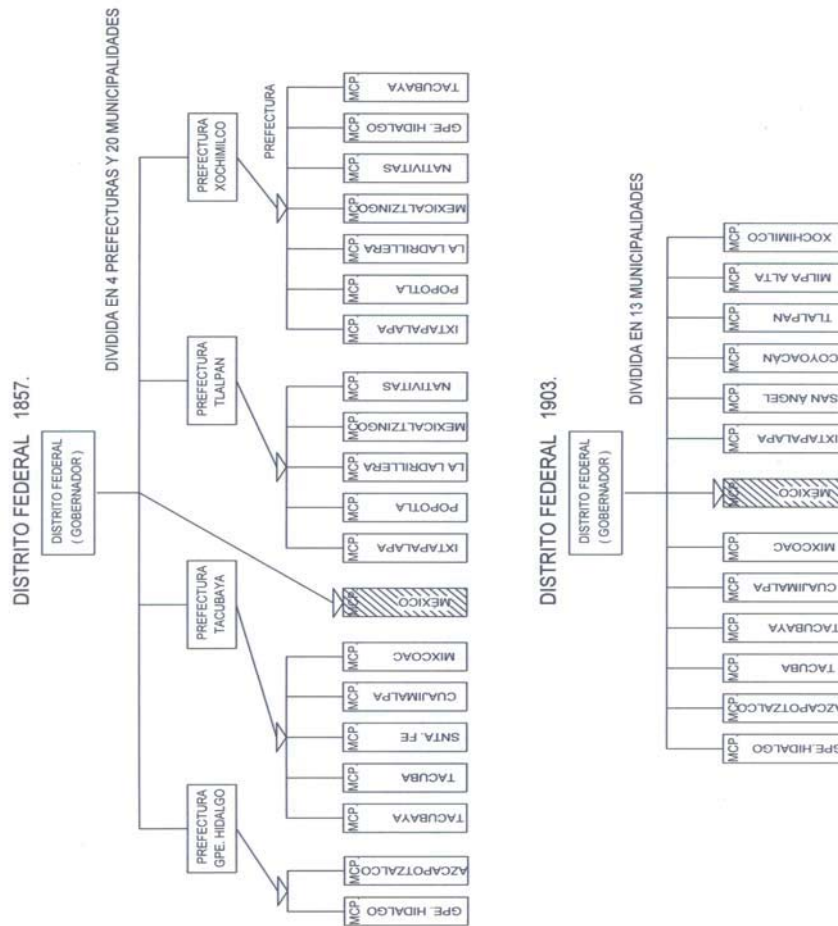 DISTRITO FEDERAL 1857.
DISTRITO FEDERAL
( GOBERNADOR )
DIVIDIDA EN 4 PREFECTURAS Y 20 MUNICIPALIDADES
PREFECTURA
GPE. HIDALGO
PREFECTURA
TACUBAYA
PREFECTURA
TLALPAN
PREFECTURA
XOCHIMILCO
PREFECTURA
MCP.
GPE. HIDALGO
MCP.
AZCAPOTZALCO
MCP.
TACUBAYA
MCP.
TACUBA
MCP.
SNTA. FE
MCP.
CUAJIMALPA
MCP.
MIXCOAC
MCP.
MEXICO
MCP.
IXTAPALAPA
MCP.
POPOTLA
MCP.
LA LADRILLERA
MCP.
MEXICALTZINGO
MCP.
NATIVITAS
MCP.
IXTAPALAPA
MCP.
POPOTLA
MCP.
LA LADRILLERA
MCP.
MEXICALTZINGO
MCP.
NATIVITAS
MCP.
GPE. HIDALGO
MCP.
TACUBAYA
DISTRITO FEDERAL 1903.
DISTRITO FEDERAL
( GOBERNADOR )
DIVIDIDA EN 13 MUNICIPALIDADES
MCP.
GPE.HIDALGO
MCP.
AZCAPOTZALCO
MCP.
TACUBA
MCP.
TACUBAYA
MCP.
CUAJIMALPA
MCP.
MIXCOAC
MCP.
MEXICO
MCP.
IXTAPALAPA
MCP.
SAN ÁNGEL
MCP.
COYOACÁN
MCP.
TLALPAN
MCP.
MILPA ALTA
MCP.
XOCHIMILCO